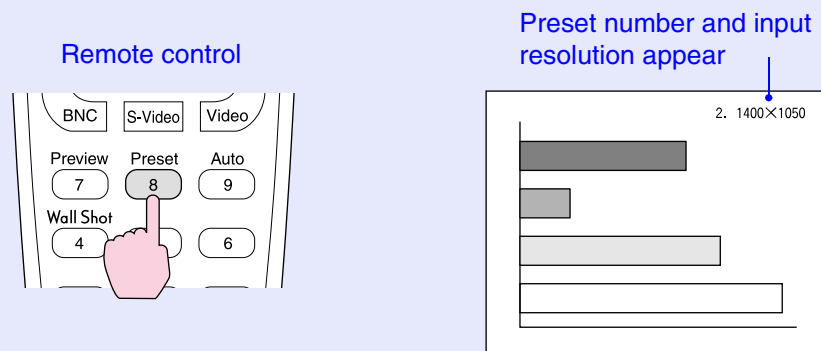 Remote control
BNC S-Video Video
Preview Preset Auto
7 8 9
Wall Shot
4 6
Preset number and input
resolution appear
2. 1400×1050